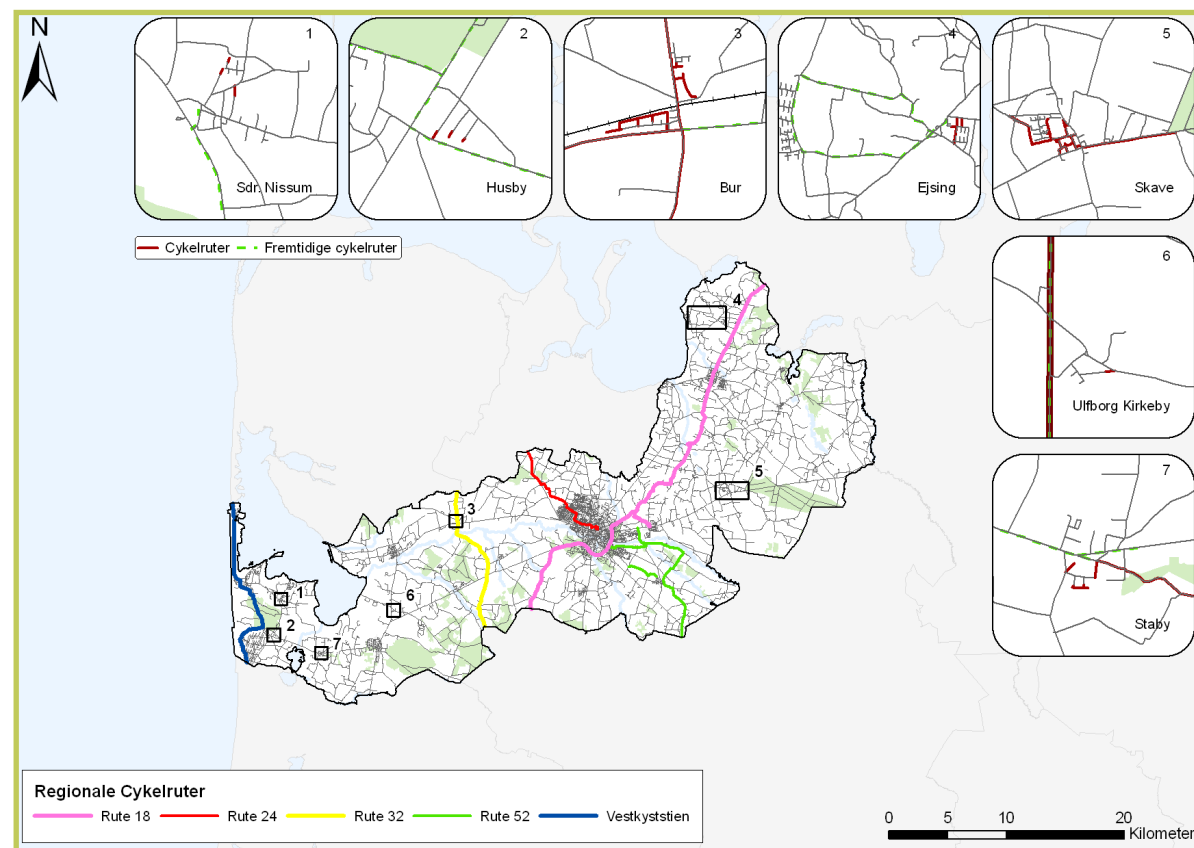 N
1
Sdr. Nissum
2
Husby
3
Bur
4
Ejsing
5
Skave
Cykelruter
Fremtidige cykelruter
6
Ulfborg Kirkeby
7
Staby
4
5
3
1
2
6
7
Regionale Cykelruter
Rute 18
Rute 24
Rute 32
Rute 52
Vestkyststien
0 5 10 20
Kilometer